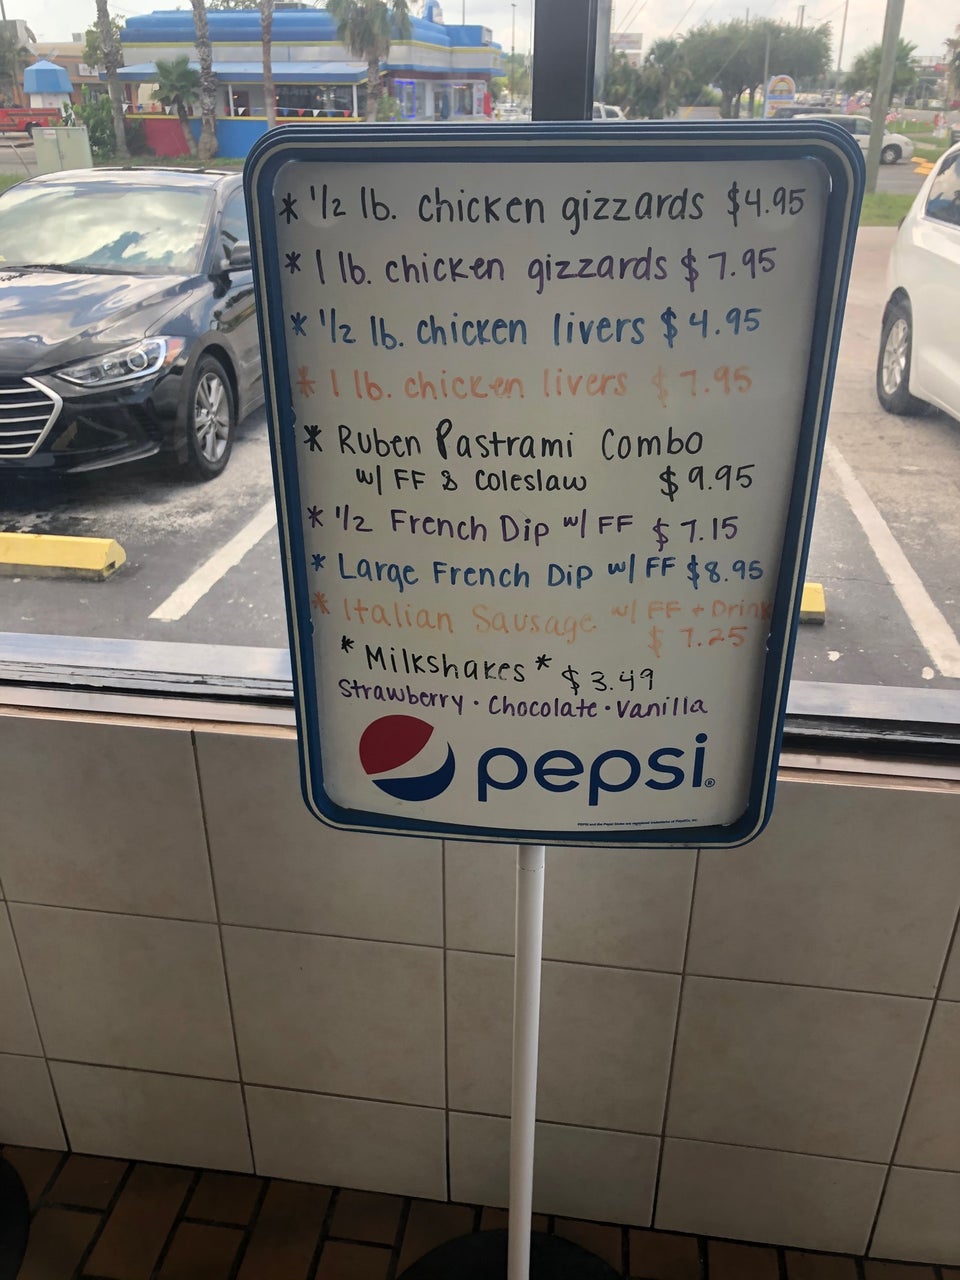 * 1/2 lb. chicken gizzards $4.95
* 1 lb. chicken gizzards $7.95
* 1/2 lb. chicken livers $4.95
* 1 lb. chicken livers $7.95
* Ruben Pastrami Combo
w/ FF & Coleslaw $9.95
* 1/2 French Dip w/ FF $7.15
* Large French Dip w/ FF $8.95
* Italian Sausage w/ FF + Drink
$7.25
* Milkshakes * $3.49
Strawberry · Chocolate · Vanilla
pepsi®